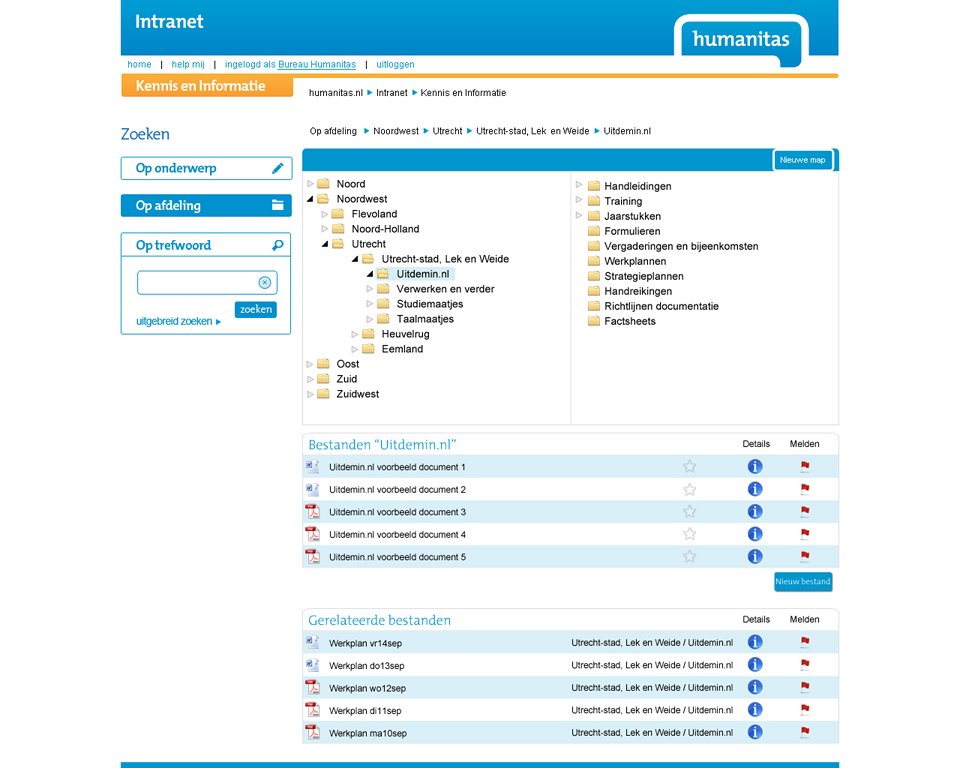 Intranet
humanitas
home | help mij | ingelogd als Bureau Humanitas | uitloggen
Kennis en Informatie
humanitas.nl ▶ Intranet ▶ Kennis en Informatie
Zoeken
Op onderwerp
Op afdeling
Op trefwoord
zoeken
uitgebreid zoeken ▶
Op afdeling ▶ Noordwest ▶ Utrecht ▶ Utrecht-stad, Lek en Weide ▶ Uitdemin.nl
Nieuwe map
Noord
Noordwest
Flevoland
Noord-Holland
Utrecht
Utrecht-stad, Lek en Weide
Uitdemin.nl
Verwerken en verder
Studiemaatjes
Taalmaatjes
Heuvelrug
Eemland
Oost
Zuid
Zuidwest
Handleidingen
Training
Jaarstukken
Formulieren
Vergaderingen en bijeenkomsten
Werkplannen
Strategieplannen
Handreikingen
Richtlijnen documentatie
Factsheets
Bestanden “Uitdemin.nl” Details Melden
Uitdemin.nl voorbeeld document 1
Uitdemin.nl voorbeeld document 2
Uitdemin.nl voorbeeld document 3
Uitdemin.nl voorbeeld document 4
Uitdemin.nl voorbeeld document 5
Nieuw bestand
Gerelateerde bestanden Details Melden
Werkplan vr14sep Utrecht-stad, Lek en Weide / Uitdemin.nl
Werkplan do13sep Utrecht-stad, Lek en Weide / Uitdemin.nl
Werkplan wo12sep Utrecht-stad, Lek en Weide / Uitdemin.nl
Werkplan di11sep Utrecht-stad, Lek en Weide / Uitdemin.nl
Werkplan ma10sep Utrecht-stad, Lek en Weide / Uitdemin.nl